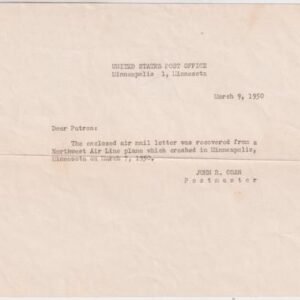 UNITED STATES POST OFFICE
Minneapolis 1, Minnesota
March 9, 1950
Dear Patron:
The enclosed air mail letter was recovered from a
Northwest Air Line plane which crashed in Minneapolis,
Minnesota on March 7, 1950.
JOHN R. COAN
Postmaster